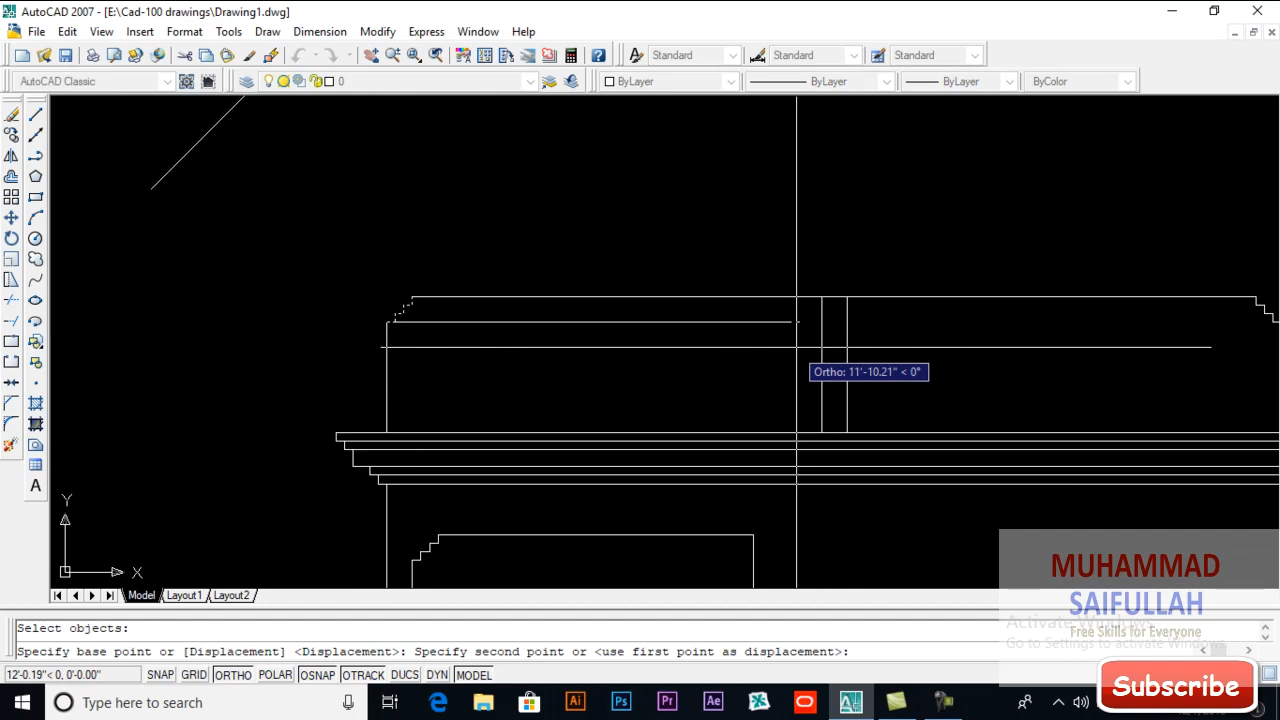 AutoCAD 2007 - [E:\Cad-100 drawings\Drawing1.dwg]
File Edit View Insert Format Tools Draw Dimension Modify Express Window Help
Standard Standard Standard
AutoCAD Classic 0 ByLayer ByLayer ByLayer ByColor
Ortho: 11'-10.21" < 0°
Y
X
MUHAMMAD
SAIFULLAH
Free Skills for Everyone
Activate Windows
Go to Settings to activate Windows.
Model Layout1 Layout2
Select objects:
Specify base point or [Displacement] <Displacement>: Specify second point or <use first point as displacement>:
12'-0.19"< 0, 0'-0.00" SNAP GRID ORTHO POLAR OSNAP OTRACK DUCS DYN MODEL
Subscribe
Type here to search Ai Ps Pr Ae